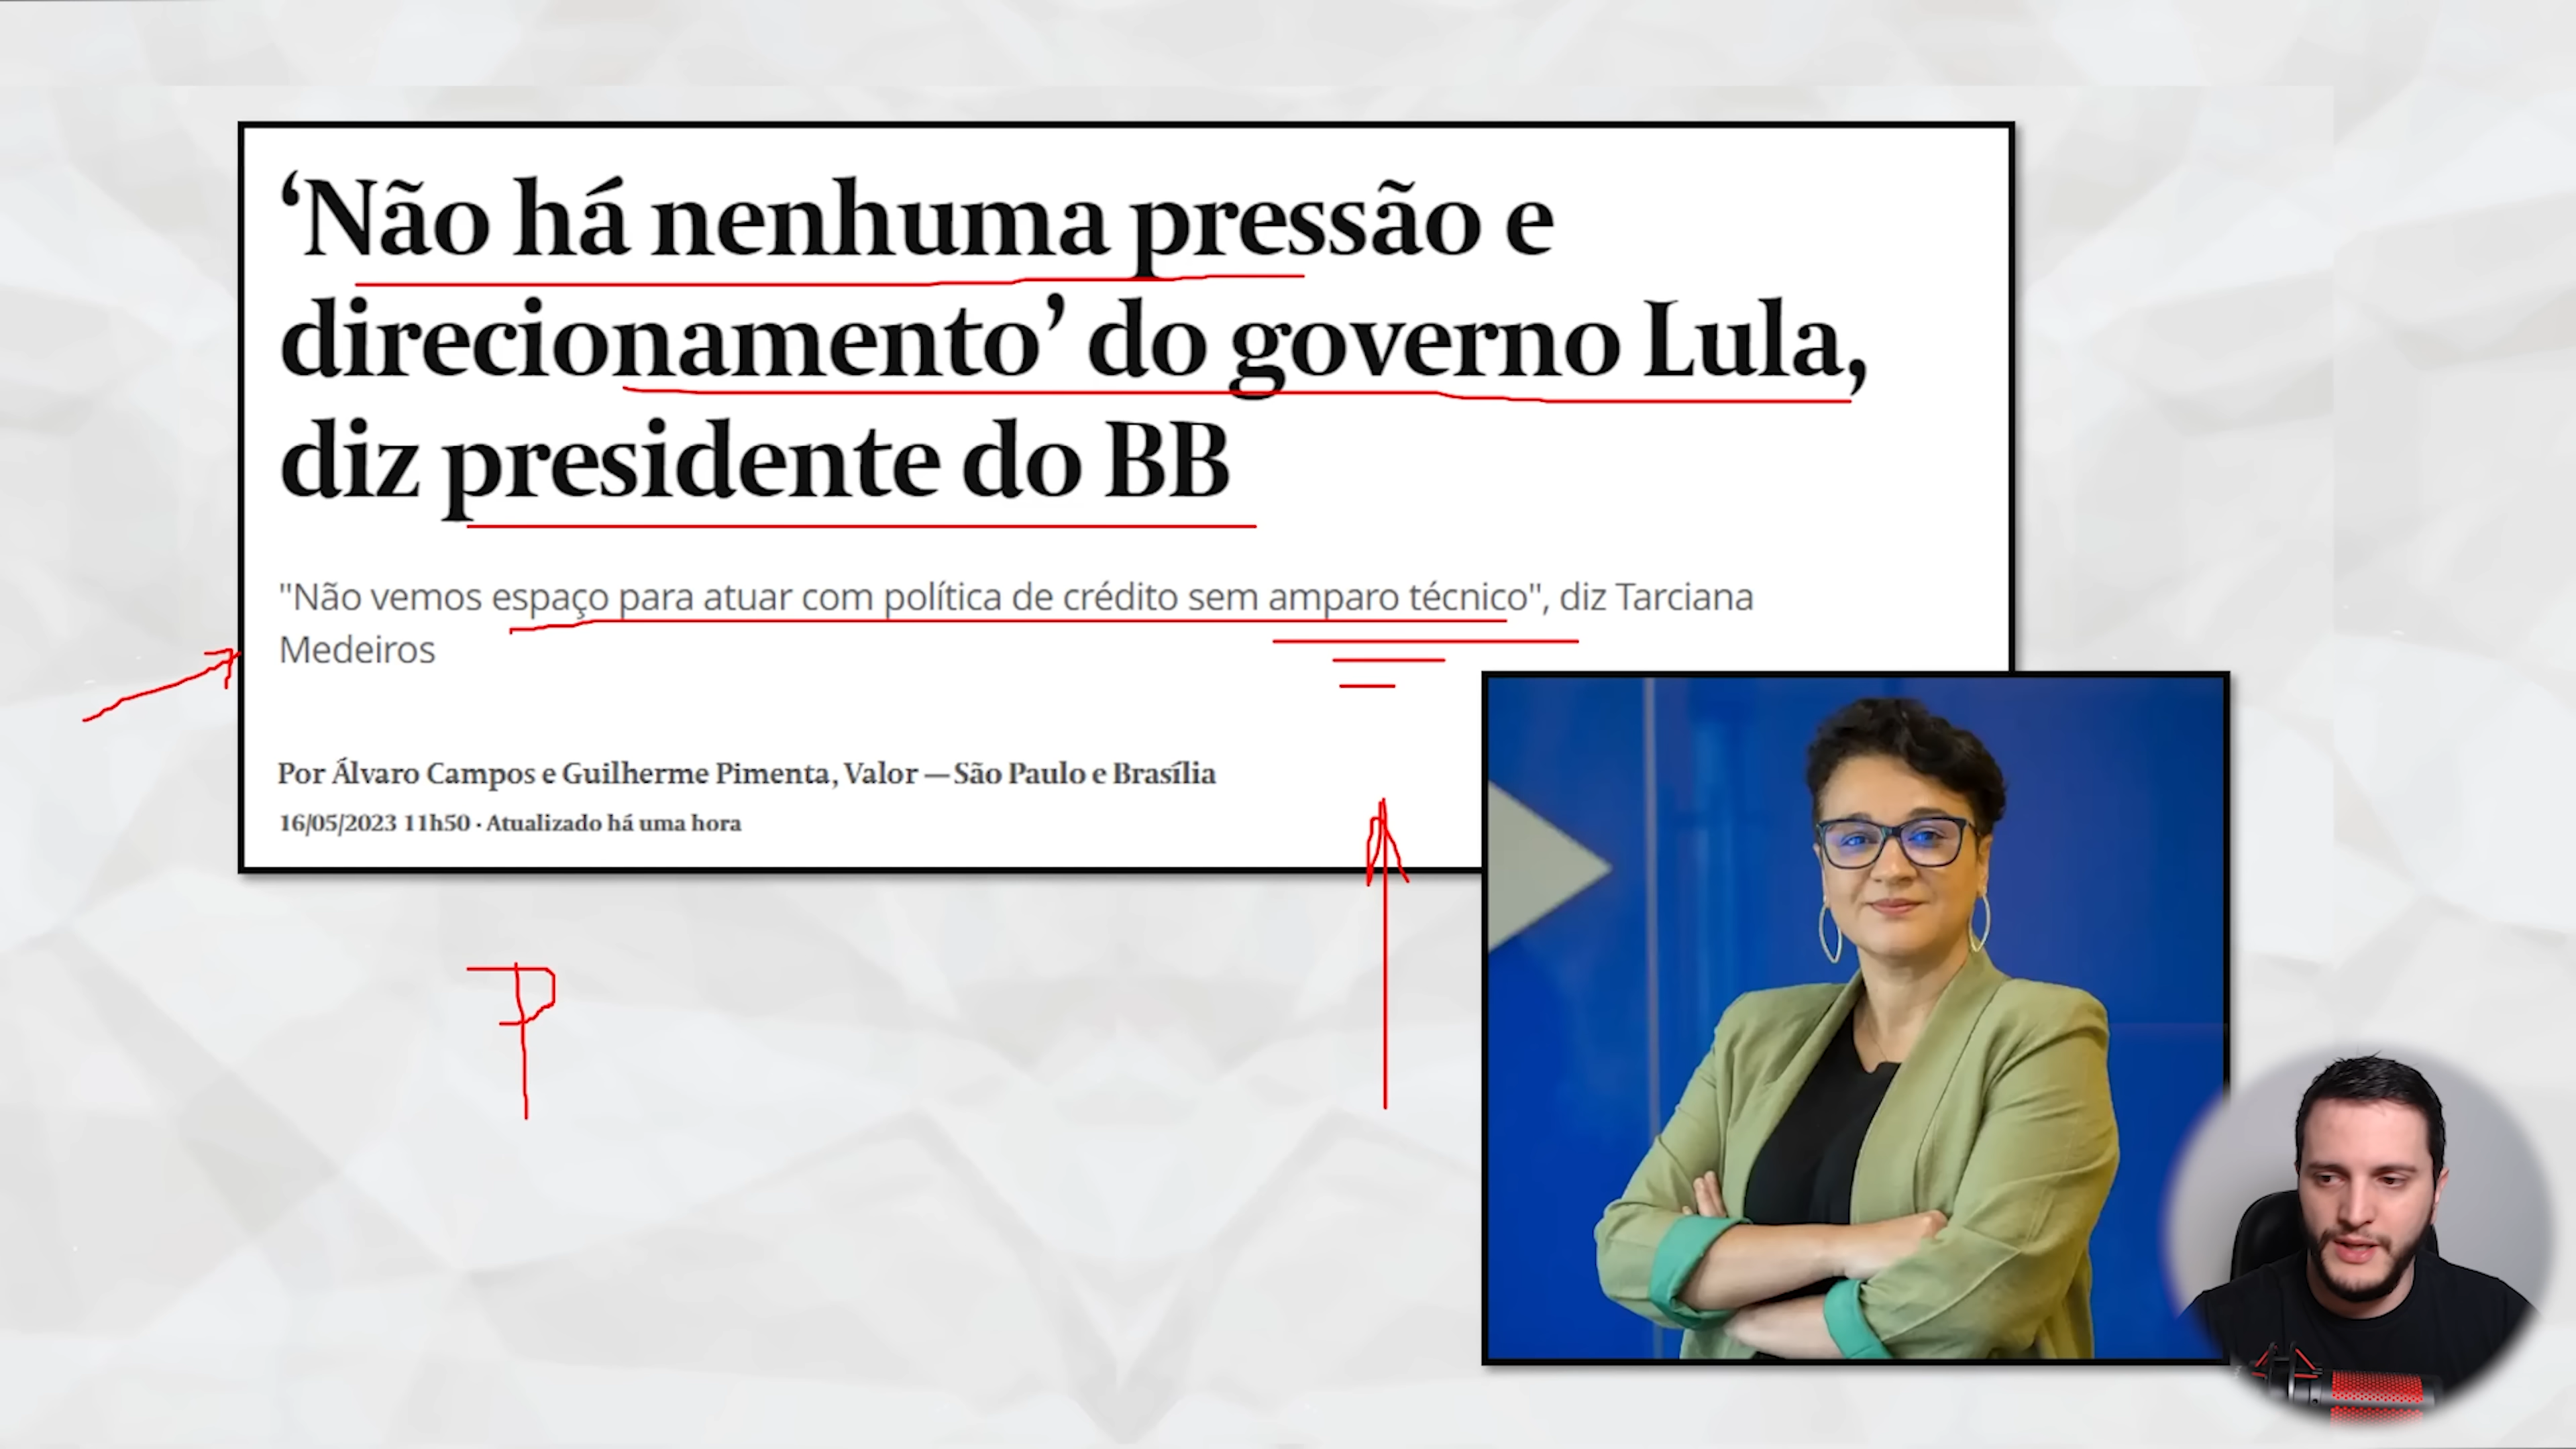 ‘Não há nenhuma pressão e
direcionamento’ do governo Lula,
diz presidente do BB
"Não vemos espaço para atuar com política de crédito sem amparo técnico", diz Tarciana
Medeiros
Por Álvaro Campos e Guilherme Pimenta, Valor — São Paulo e Brasília
16/05/2023 11h50 · Atualizado há uma hora
P